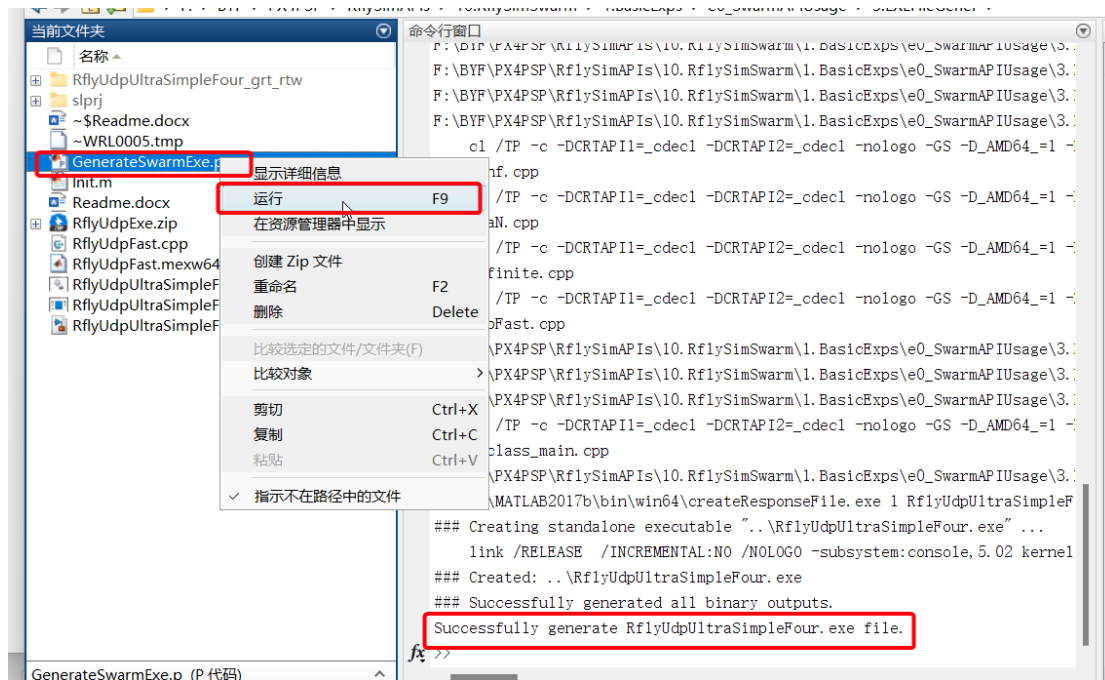 当前文件夹
名称
RflyUdpUltraSimpleFour_grt_rtw
slprj
~$Readme.docx
~WRL0005.tmp
GenerateSwarmExe.p
Init.m
Readme.docx
RflyUdpExe.zip
RflyUdpFast.cpp
RflyUdpFast.mexw64
RflyUdpUltraSimpleF
RflyUdpUltraSimpleF
RflyUdpUltraSimpleF
GenerateSwarmExe.p (P 代码)
显示详细信息
运行 F9
在资源管理器中显示
创建 Zip 文件
重命名 F2
删除 Delete
比较选定的文件/文件夹(F)
比较对象
剪切 Ctrl+X
复制 Ctrl+C
粘贴 Ctrl+V
指示不在路径中的文件
命令行窗口
F:\BYF\PX4PSP\RflySimAPIs\10.RflySimSwarm\1.BasicExps\e0_SwarmAPIUsage\3.
F:\BYF\PX4PSP\RflySimAPIs\10.RflySimSwarm\1.BasicExps\e0_SwarmAPIUsage\3.
F:\BYF\PX4PSP\RflySimAPIs\10.RflySimSwarm\1.BasicExps\e0_SwarmAPIUsage\3.
F:\BYF\PX4PSP\RflySimAPIs\10.RflySimSwarm\1.BasicExps\e0_SwarmAPIUsage\3.
cl /TP -c -DCRTAPI1=_cdecl -DCRTAPI2=_cdecl -nologo -GS -D_AMD64_=1 -
nf.cpp
/TP -c -DCRTAPI1=_cdecl -DCRTAPI2=_cdecl -nologo -GS -D_AMD64_=1 -
aN.cpp
/TP -c -DCRTAPI1=_cdecl -DCRTAPI2=_cdecl -nologo -GS -D_AMD64_=1 -
finite.cpp
/TP -c -DCRTAPI1=_cdecl -DCRTAPI2=_cdecl -nologo -GS -D_AMD64_=1 -
pFast.cpp
\PX4PSP\RflySimAPIs\10.RflySimSwarm\1.BasicExps\e0_SwarmAPIUsage\3.
\PX4PSP\RflySimAPIs\10.RflySimSwarm\1.BasicExps\e0_SwarmAPIUsage\3.
\PX4PSP\RflySimAPIs\10.RflySimSwarm\1.BasicExps\e0_SwarmAPIUsage\3.
/TP -c -DCRTAPI1=_cdecl -DCRTAPI2=_cdecl -nologo -GS -D_AMD64_=1 -
class_main.cpp
\PX4PSP\RflySimAPIs\10.RflySimSwarm\1.BasicExps\e0_SwarmAPIUsage\3.
\MATLAB2017b\bin\win64\createResponseFile.exe 1 RflyUdpUltraSimpleF
### Creating standalone executable "..\RflyUdpUltraSimpleFour.exe" ...
link /RELEASE /INCREMENTAL:NO /NOLOGO -subsystem:console,5.02 kernel
### Created: ..\RflyUdpUltraSimpleFour.exe
### Successfully generated all binary outputs.
Successfully generate RflyUdpUltraSimpleFour.exe file.
fx >>